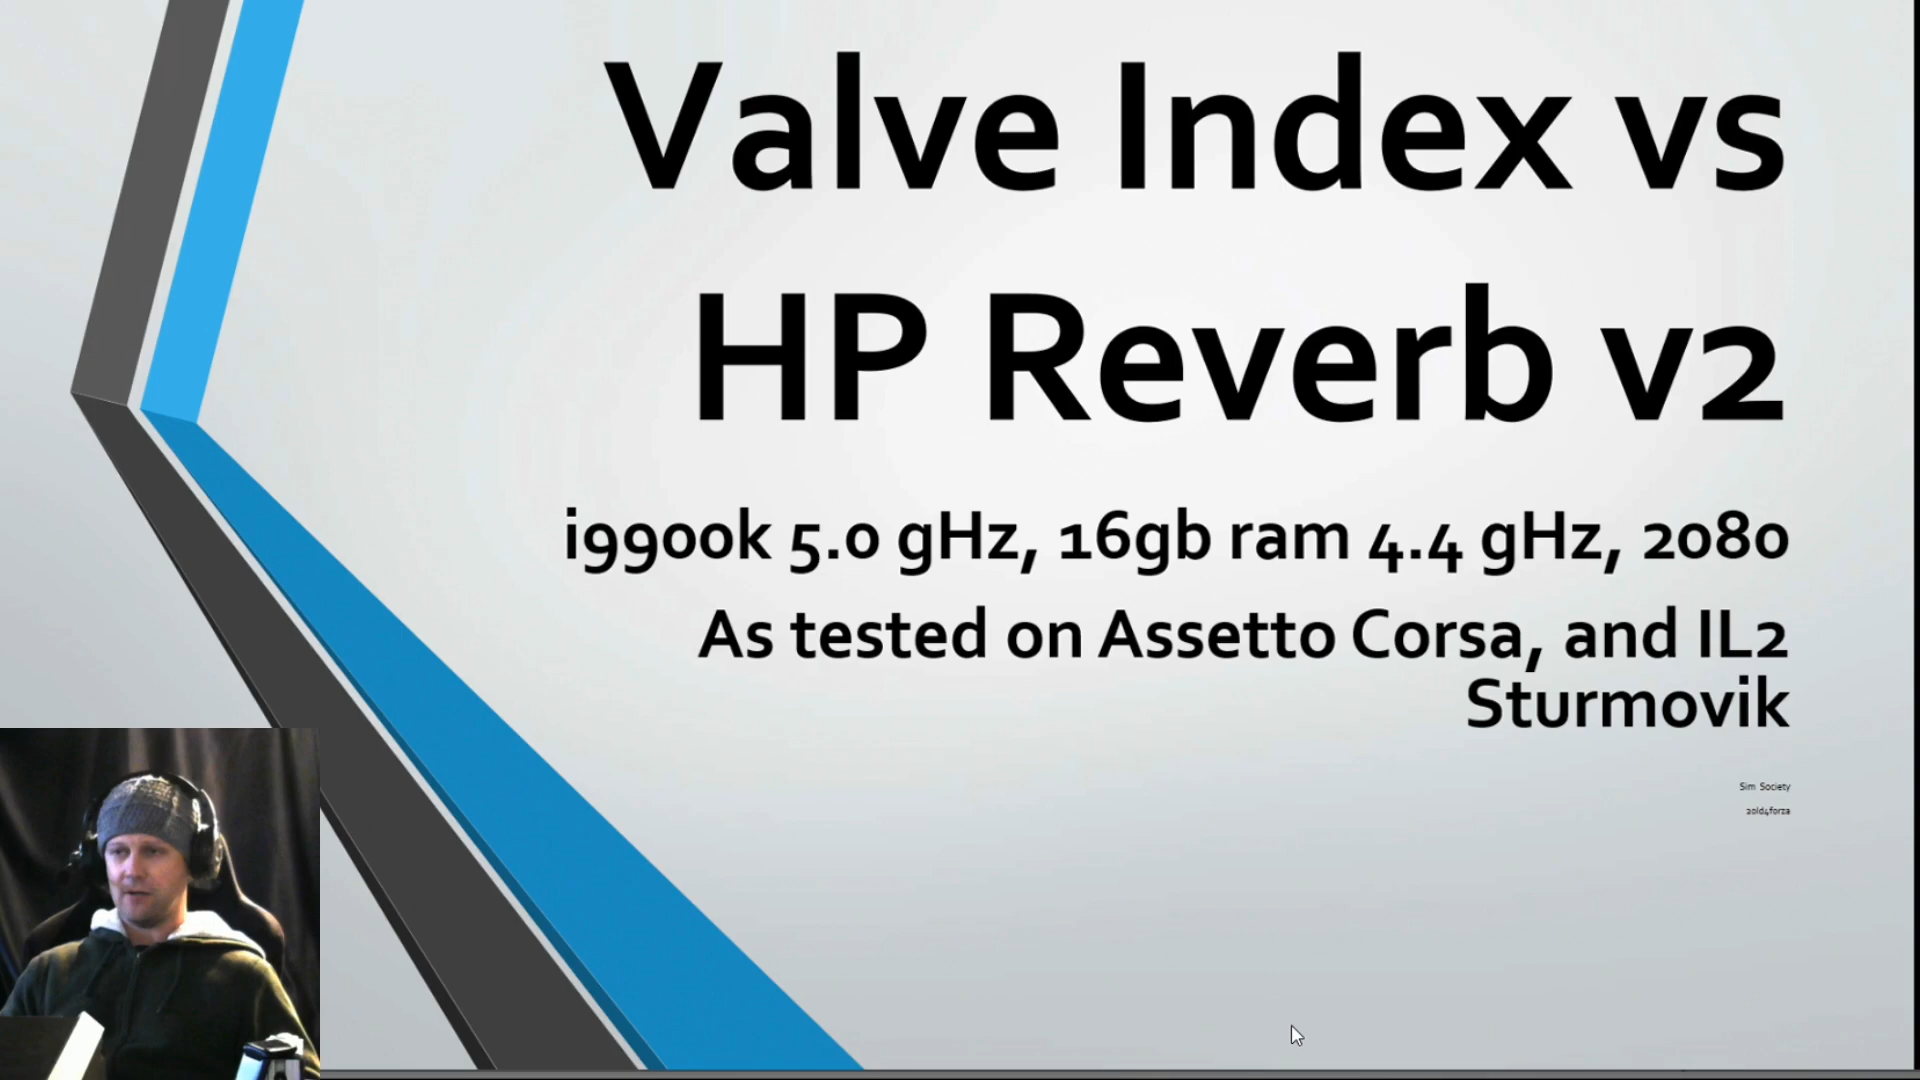 Valve Index vs
HP Reverb v2
i9900k 5.0 gHz, 16gb ram 4.4 gHz, 2080
As tested on Assetto Corsa, and IL2
Sturmovik
Sim Society
2old4forza